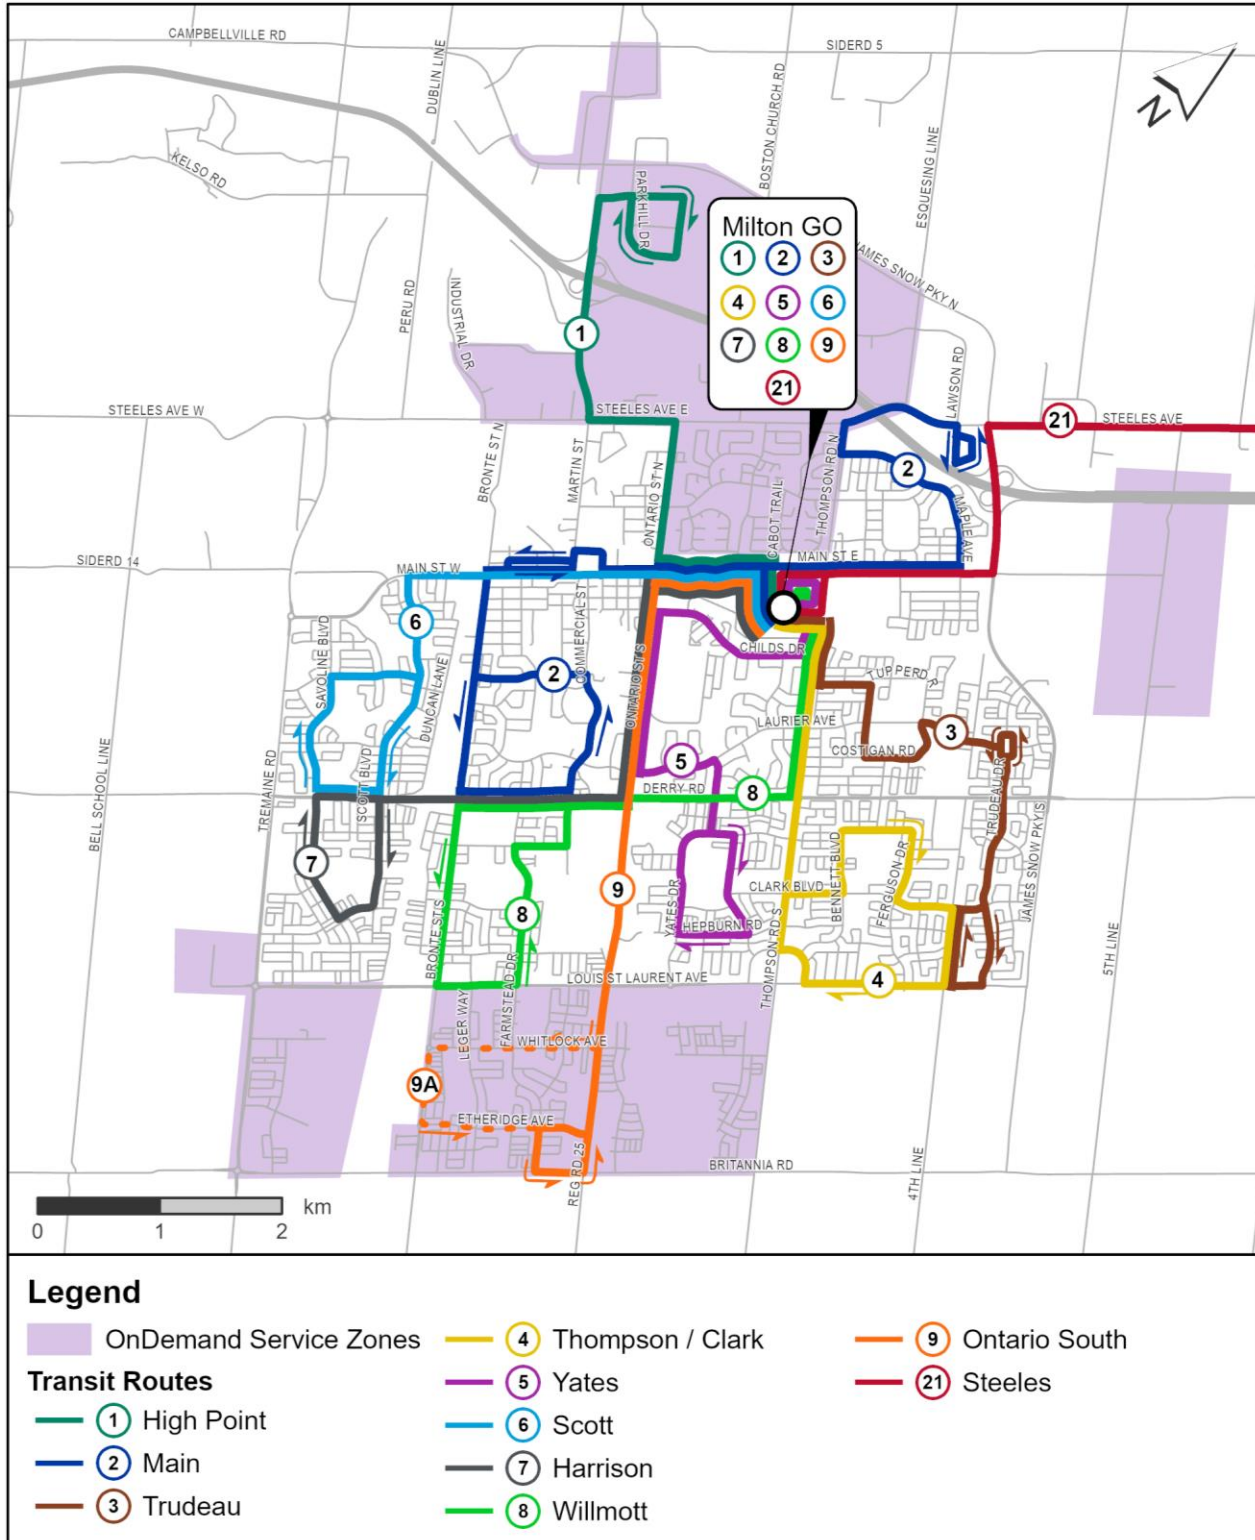 CAMPBELLVILLE RD
SIDERD 5
DUBLIN LINE
BOSTON CHURCH RD
ESQUESING LINE
N
KELSO RD
PARKHILL DR
Milton GO
1 2 3
4 5 6
7 8 9
21
JAMES SNOW PKY N
PERU RD
INDUSTRIAL DR
1
LAWSON RD
STEELES AVE W
STEELES AVE E
21
STEELES AVE
BRONTE ST N
MARTIN ST
ONTARIO ST N
CABOT TRAIL
THOMPSON RD N
2
MAPLE AVE
SIDERD 14
MAIN ST W
MAIN ST E
6
COMMERCIAL ST
CHILDS DR
SAVOLINE BLVD
DUNCAN LANE
2
ONTARIO ST S
TUPPER DR
LAURIER AVE
COSTIGAN RD
3
BELL SCHOOL LINE
TREMAINE RD
SCOTT BLVD
5
DERRY RD
8
TRUDEAU DR
JAMES SNOW PKY S
7
BENNETT BLVD
FERGUSON DR
CLARK BLVD
9
YATES DR
HEPBURN RD
8
BRONTE ST S
FARMSTEAD DR
THOMPSON RD S
5TH LINE
LOUIS ST LAURENT AVE
4
LEGER WAY
WHITLOCK AVE
9A
ETHERIDGE AVE
REG RD 25
BRITANNIA RD
4TH LINE
km
0 1 2
Legend
OnDemand Service Zones
Transit Routes
1 High Point
2 Main
3 Trudeau
4 Thompson / Clark
5 Yates
6 Scott
7 Harrison
8 Willmott
9 Ontario South
21 Steeles